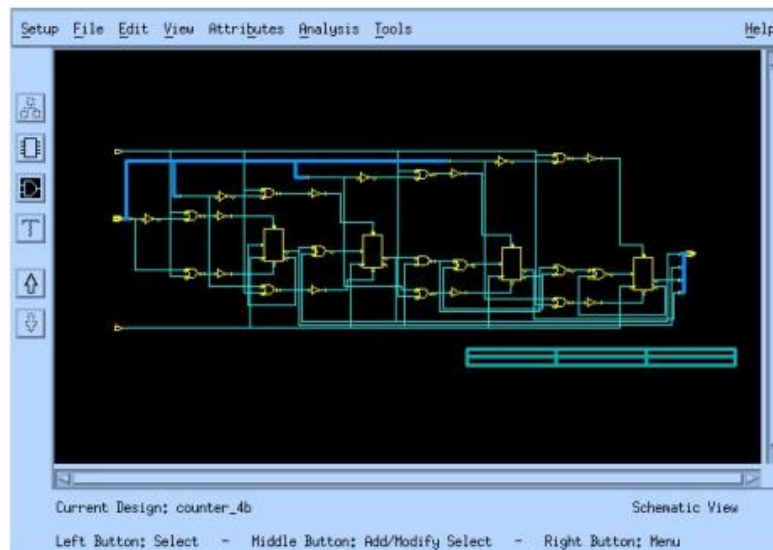 Setup File Edit View Attributes Analysis Tools Help
Current Design: counter_4b Schematic View
Left Button: Select - Middle Button: Add/Modify Select - Right Button: Menu